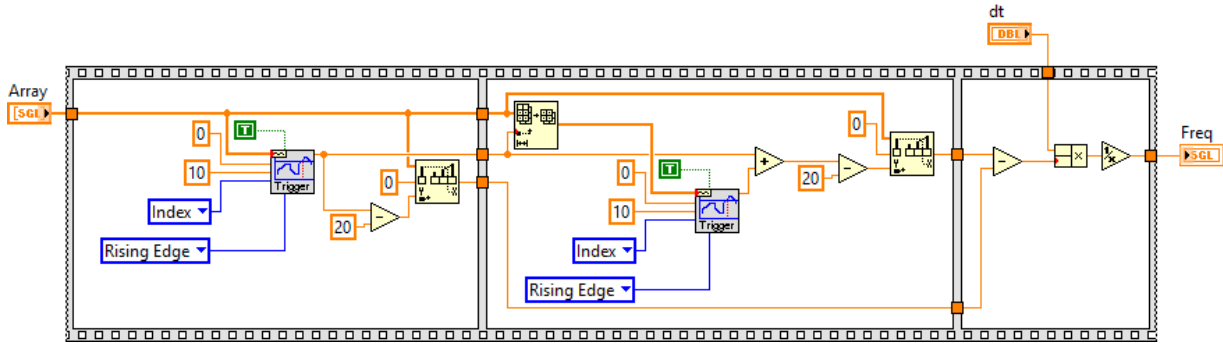 dt
DBL
Array
[SGL]
T
0
10
Trigger
Index
Rising Edge
0
20
T
0
10
Trigger
Index
Rising Edge
0
20
Freq
SGL